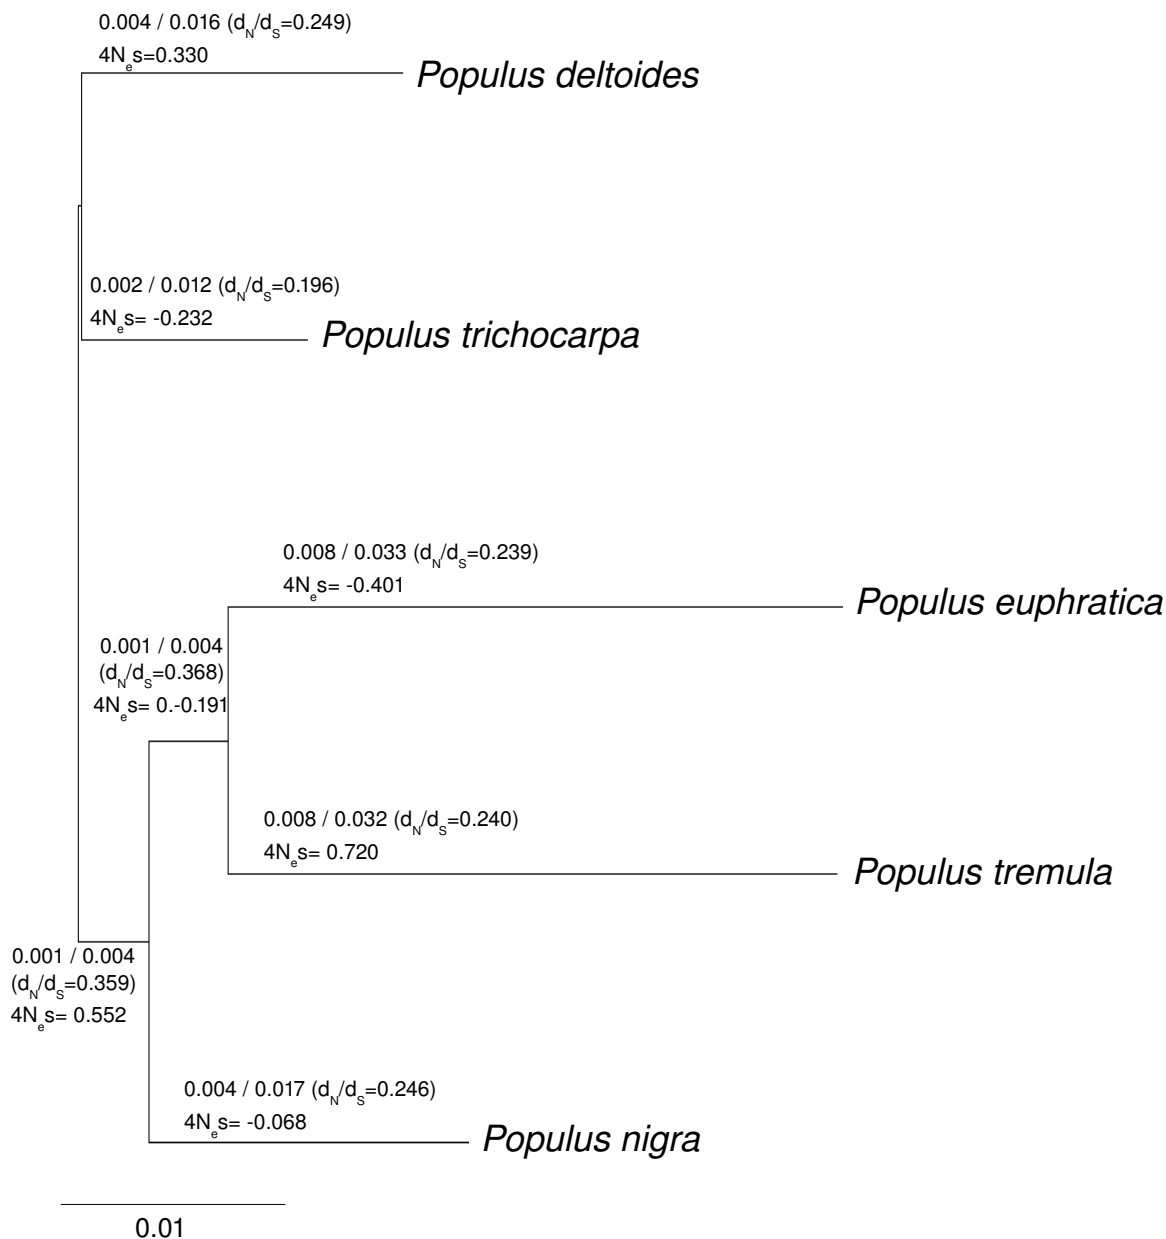 0.004 / 0.016 (dN/dS=0.249)
4Nes=0.330
Populus deltoides
0.002 / 0.012 (dN/dS=0.196)
4Nes= -0.232
Populus trichocarpa
0.008 / 0.033 (dN/dS=0.239)
4Nes= -0.401
Populus euphratica
0.001 / 0.004
(dN/dS=0.368)
4Nes= 0.-0.191
0.008 / 0.032 (dN/dS=0.240)
4Nes= 0.720
Populus tremula
0.001 / 0.004
(dN/dS=0.359)
4Nes= 0.552
0.004 / 0.017 (dN/dS=0.246)
4Nes= -0.068
Populus nigra
0.01